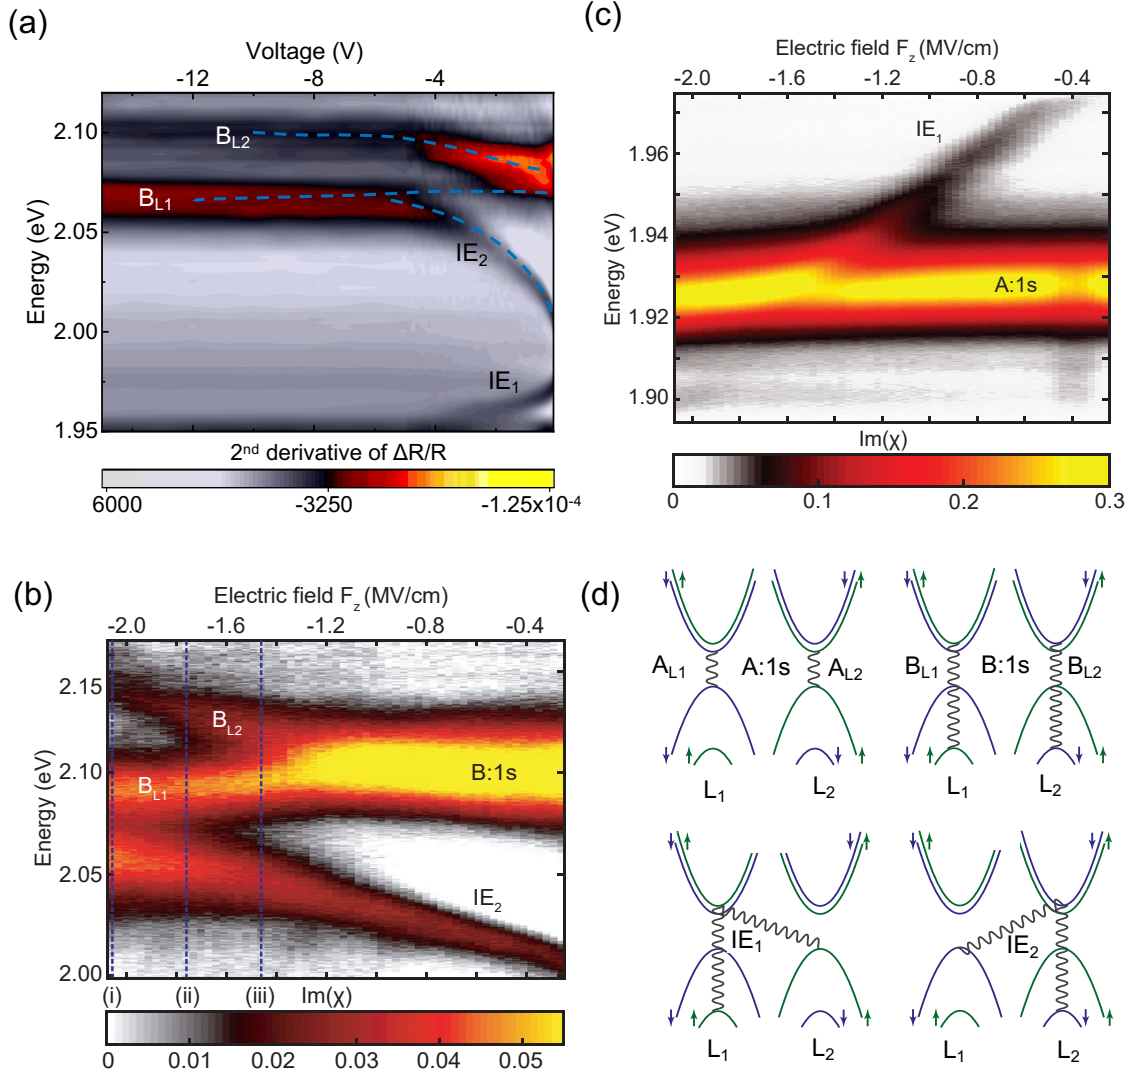 (a)
Voltage (V)
-12 -8 -4
Energy (eV)
2.10
2.05
2.00
1.95
B_L2
B_L1
IE_2
IE_1
2nd derivative of ΔR/R
6000 -3250 -1.25x10^-4
(c)
Electric field F_z (MV/cm)
-2.0 -1.6 -1.2 -0.8 -0.4
Energy (eV)
1.96
1.94
1.92
1.90
IE_1
A:1s
Im(χ)
0 0.1 0.2 0.3
(b)
Electric field F_z (MV/cm)
-2.0 -1.6 -1.2 -0.8 -0.4
Energy (eV)
2.15
2.10
2.05
2.00
B_L2
B_L1
B:1s
IE_2
(i) (ii) (iii) Im(χ)
0 0.01 0.02 0.03 0.04 0.05
(d)
A_L1 A:1s A_L2 B_L1 B:1s B_L2
L_1 L_2 L_1 L_2
IE_1 IE_2
L_1 L_2 L_1 L_2